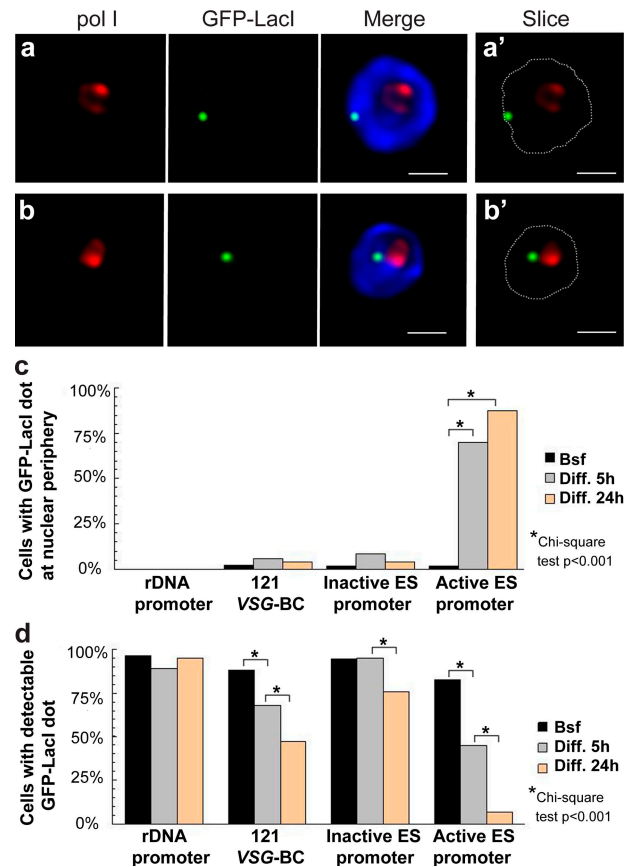 pol I GFP-LacI Merge Slice
a a'
b b'
c
Cells with GFP-LacI dot
at nuclear periphery
100%
75%
50%
25%
0%
* *
rDNA promoter
121 VSG-BC
Inactive ES promoter
Active ES promoter
Bsf
Diff. 5h
Diff. 24h
*Chi-square
test p<0.001
d
Cells with detectable
GFP-LacI dot
100%
75%
50%
25%
0%
* * * * *
rDNA promoter
121 VSG-BC
Inactive ES promoter
Active ES promoter
Bsf
Diff. 5h
Diff. 24h
*Chi-square
test p<0.001